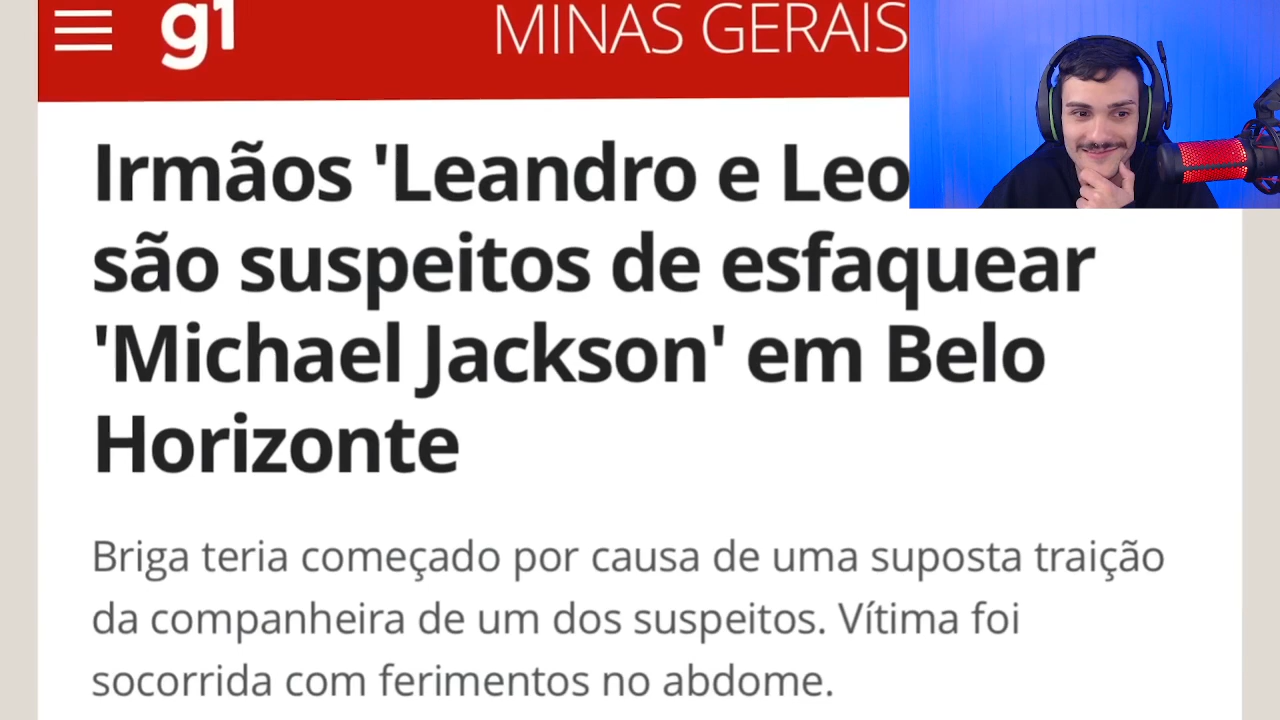 g1 MINAS GERAIS
Irmãos 'Leandro e Leo
são suspeitos de esfaquear
'Michael Jackson' em Belo
Horizonte
Briga teria começado por causa de uma suposta traição
da companheira de um dos suspeitos. Vítima foi
socorrida com ferimentos no abdome.